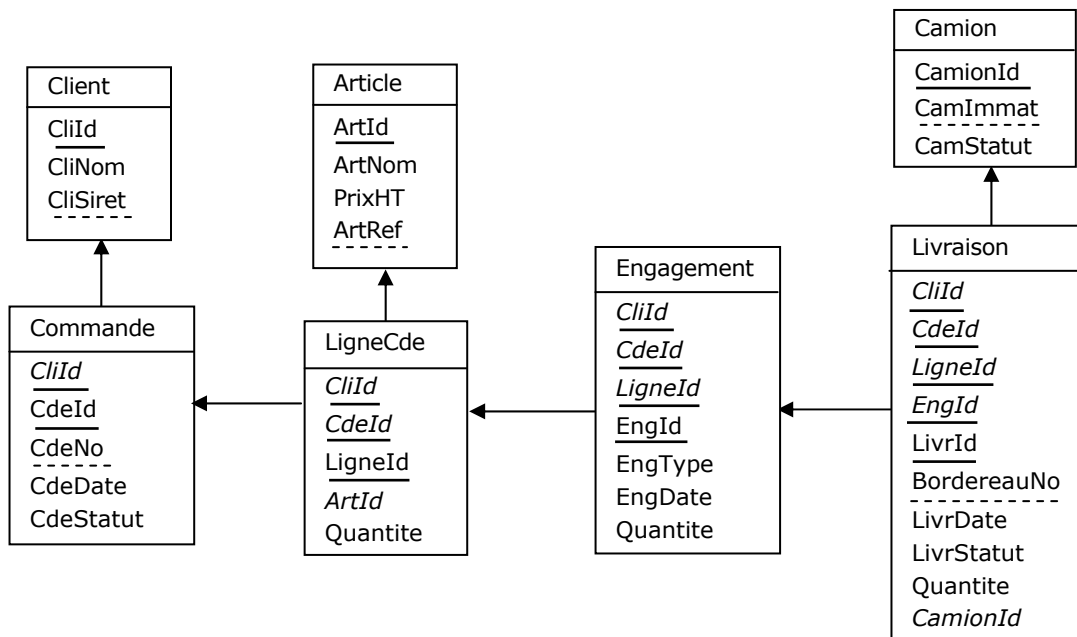 Client
CliId
CliNom
CliSiret
Article
ArtId
ArtNom
PrixHT
ArtRef
Camion
CamionId
CamImmat
CamStatut
Commande
CliId
CdeId
CdeNo
CdeDate
CdeStatut
LigneCde
CliId
CdeId
LigneId
ArtId
Quantite
Engagement
CliId
CdeId
LigneId
EngId
EngType
EngDate
Quantite
Livraison
CliId
CdeId
LigneId
EngId
LivrId
BordereauNo
LivrDate
LivrStatut
Quantite
CamionId